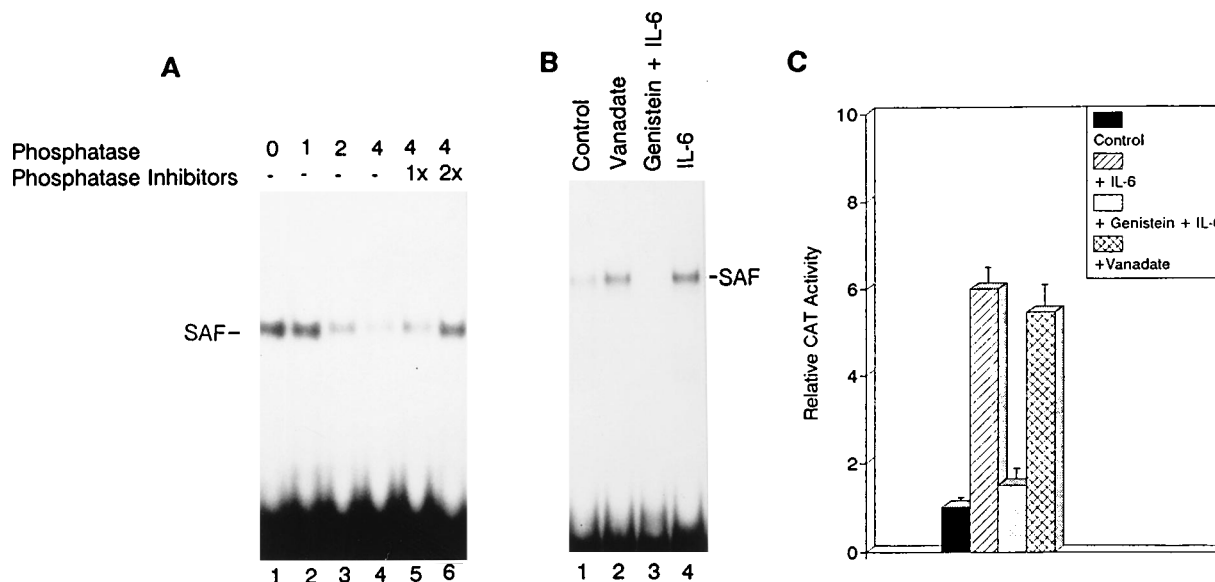 A
Phosphatase 0 1 2 4 4 4
Phosphatase Inhibitors - - - - 1x 2x
SAF-
1 2 3 4 5 6
B
Control
Vanadate
Genistein + IL-6
IL-6
-SAF
1 2 3 4
C
Relative CAT Activity
10
8
6
4
2
0
Control
+ IL-6
+ Genistein + IL-6
+Vanadate